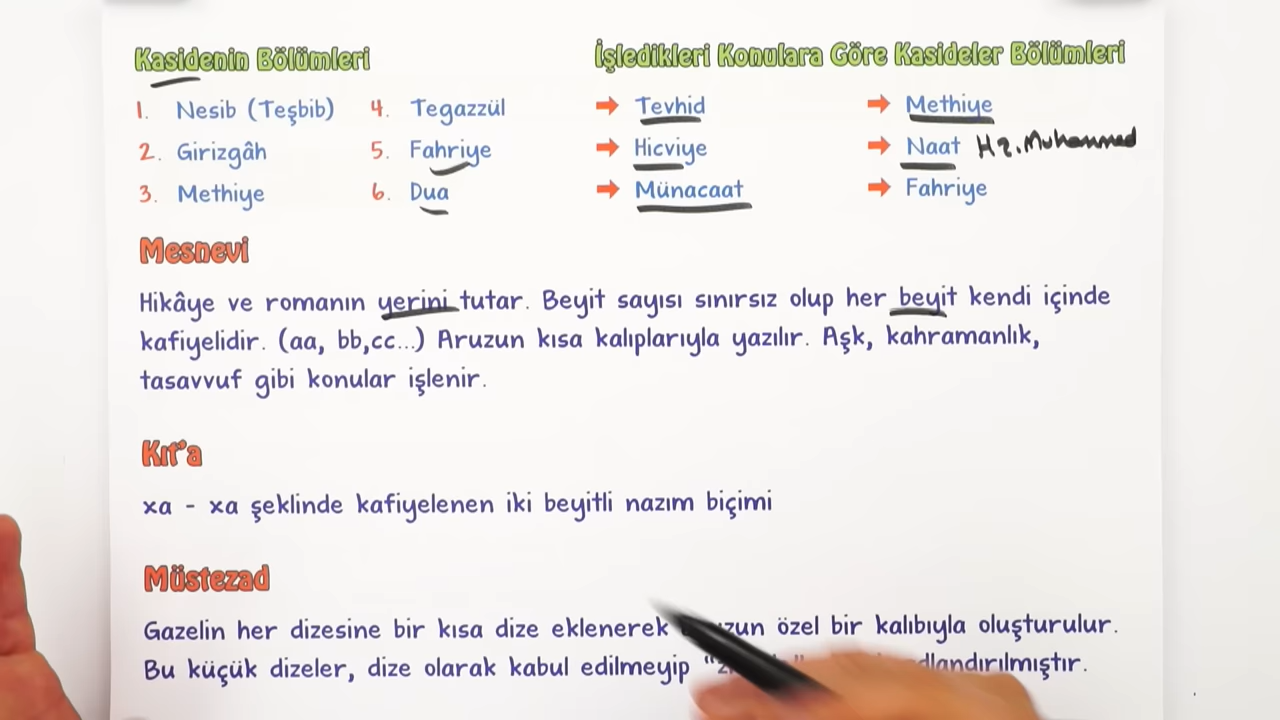 Kasidenin Bölümleri
1. Nesib (Teşbib)
2. Girizgâh
3. Methiye
4. Tegazzül
5. Fahriye
6. Dua
İşledikleri Konulara Göre Kasideler Bölümleri
➡ Tevhid
➡ Hicviye
➡ Münacaat
➡ Methiye
➡ Naat Hz. Muhammed
➡ Fahriye
Mesnevi
Hikâye ve romanın yerini tutar. Beyit sayısı sınırsız olup her beyit kendi içinde
kafiyelidir. (aa, bb,cc...) Aruzun kısa kalıplarıyla yazılır. Aşk, kahramanlık,
tasavvuf gibi konular işlenir.
Kıt'a
xa - xa şeklinde kafiyelenen iki beyitli nazım biçimi
Müstezad
Gazelin her dizesine bir kısa dize eklenerek özel bir kalıbıyla oluşturulur.
Bu küçük dizeler, dize olarak kabul edilmeyip